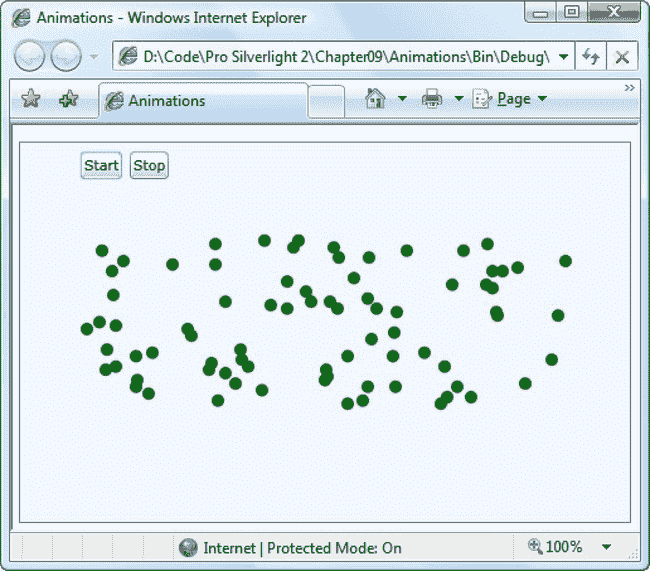 Animations - Windows Internet Explorer
D:\Code\Pro Silverlight 2\Chapter09\Animations\Bin\Debug\
Animations
Page
Start Stop
Internet | Protected Mode: On
100%